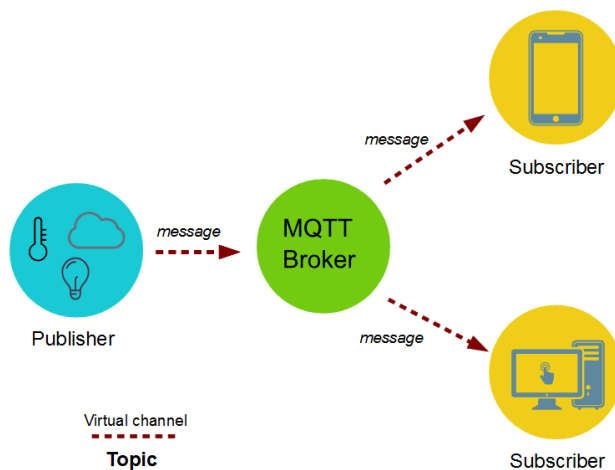 message
Subscriber
message
MQTT
Broker
Publisher
message
Virtual channel
Topic
Subscriber